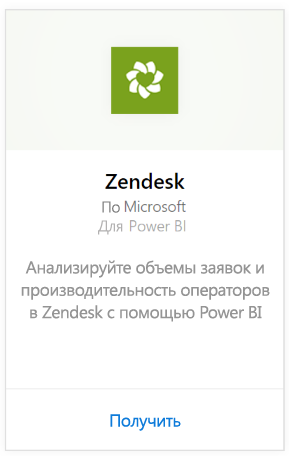 Zendesk
По Microsoft
Для Power BI
Анализируйте объемы заявок и
производительность операторов
в Zendesk с помощью Power BI
Получить